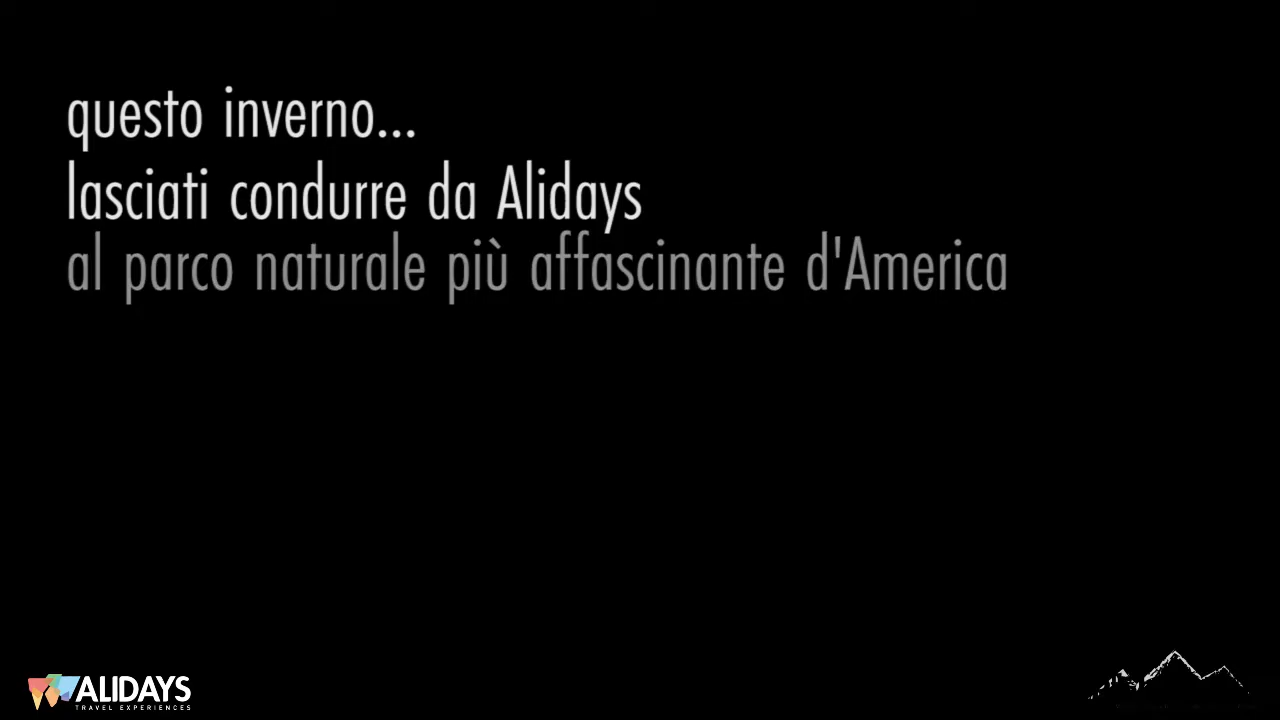 questo inverno...
lasciati condurre da Alidays
al parco naturale più affascinante d'America
ALIDAYS
TRAVEL EXPERIENCES